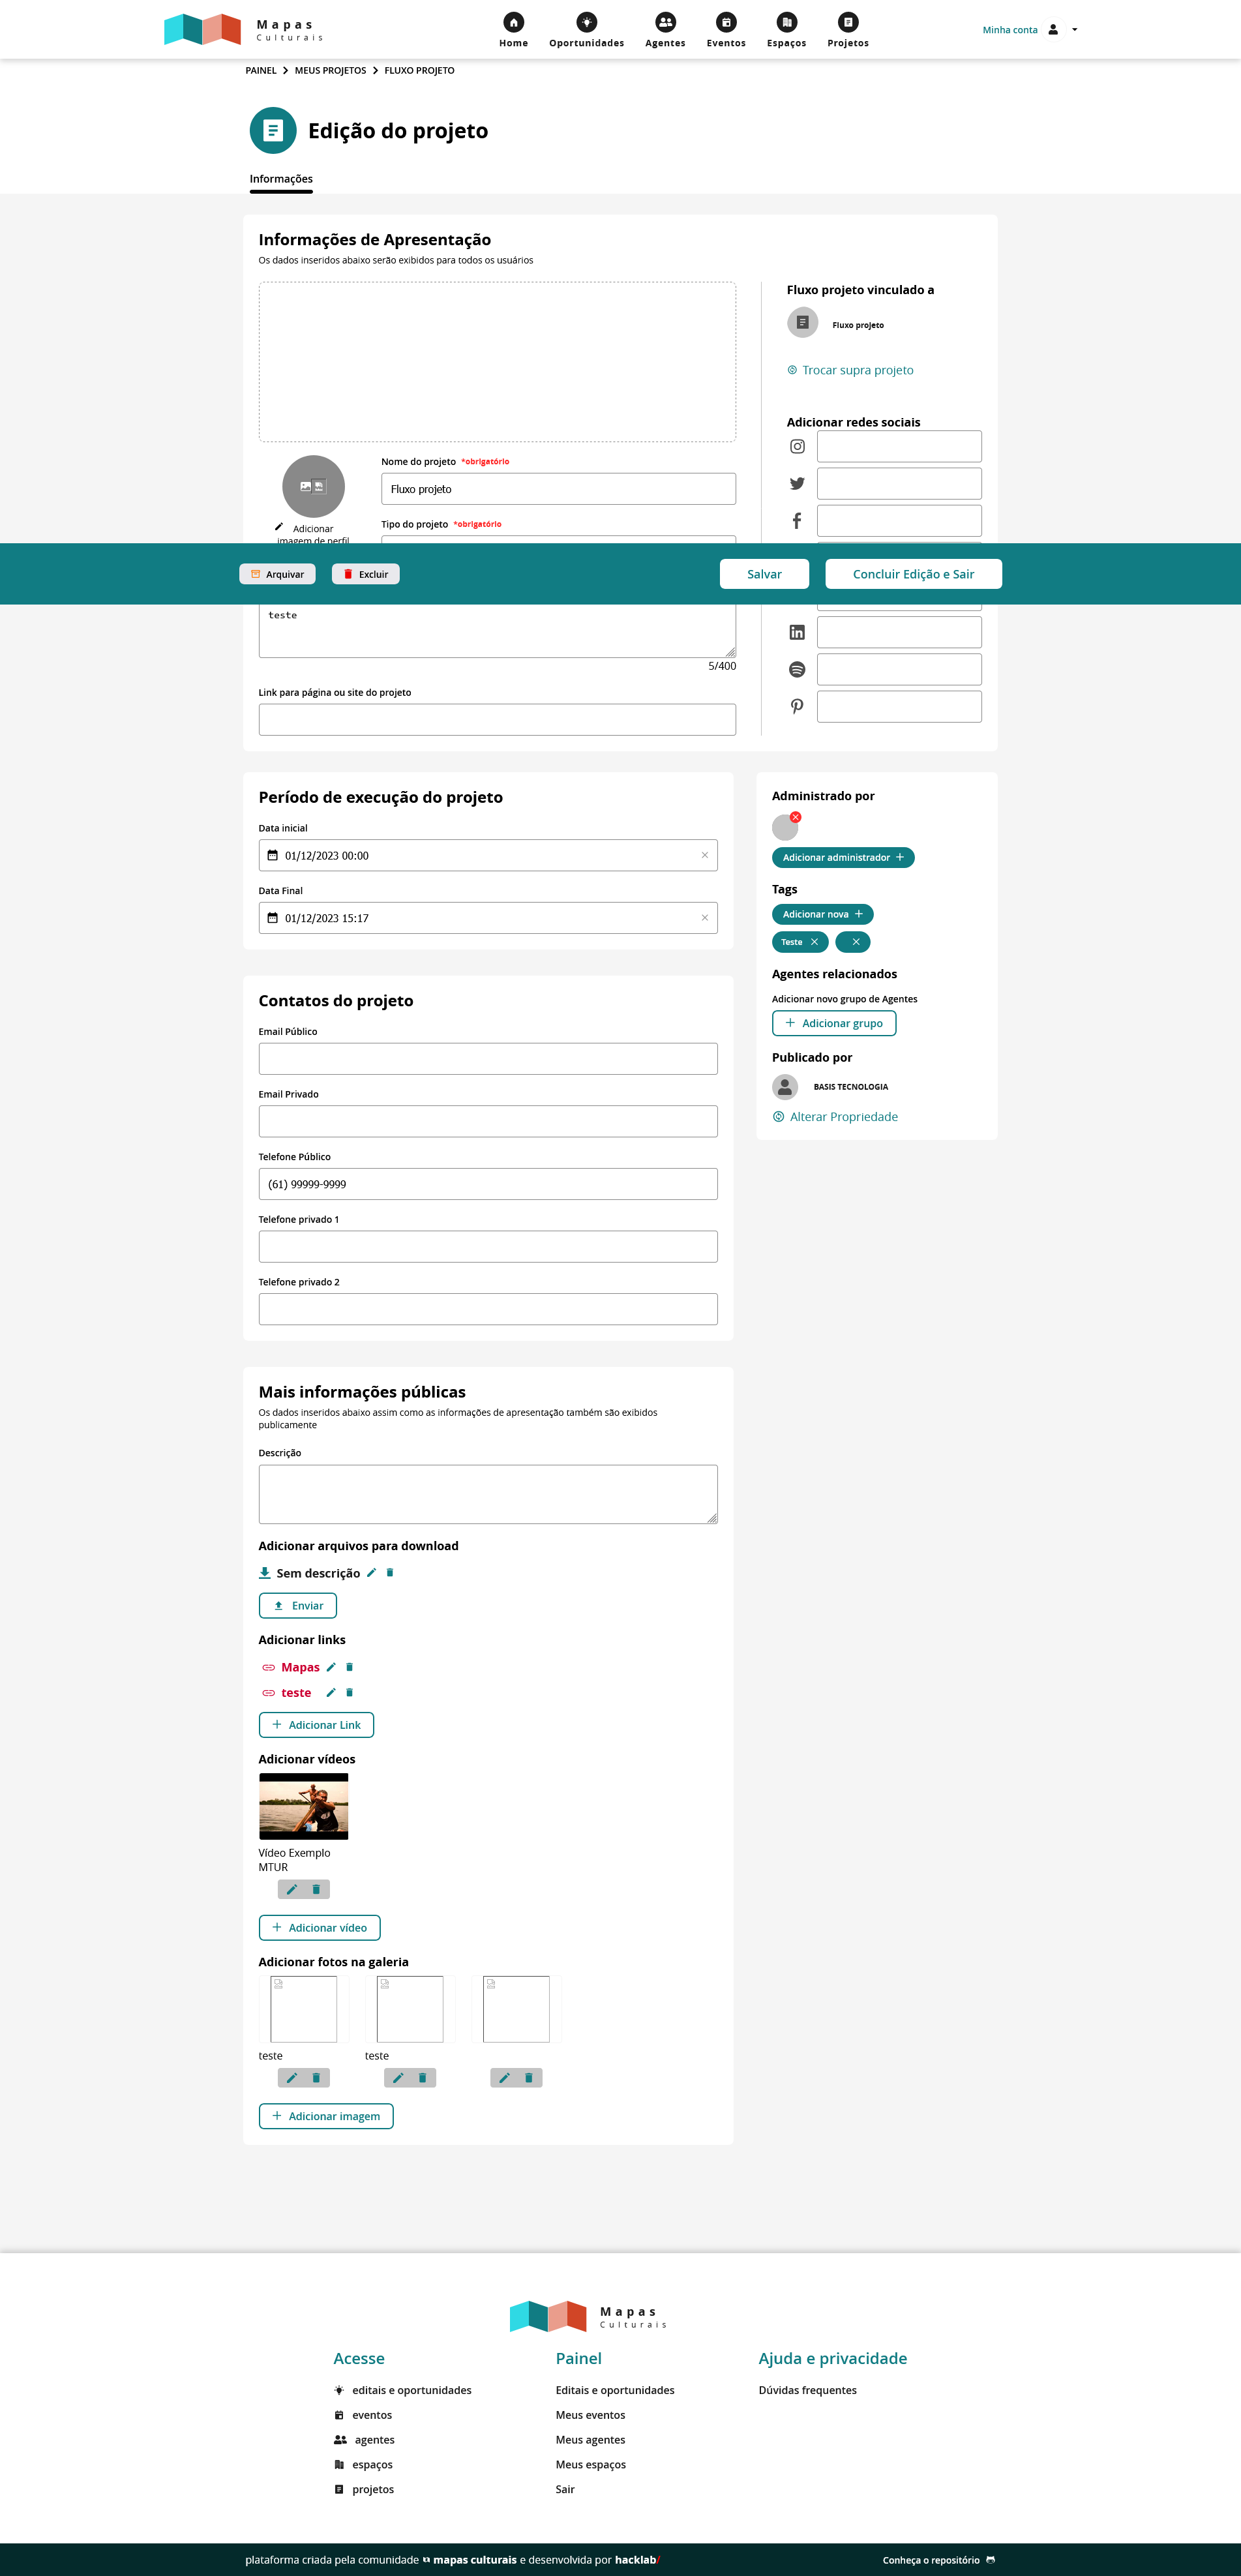 Mapas
Culturais
Home
Oportunidades
Agentes
Eventos
Espaços
Projetos
Minha conta
PAINEL
MEUS PROJETOS
FLUXO PROJETO
Edição do projeto
Informações
Informações de Apresentação
Os dados inseridos abaixo serão exibidos para todos os usuários
Nome do projeto *obrigatório
Fluxo projeto
Adicionar
imagem de perfil
Tipo do projeto *obrigatório
Fluxo projeto vinculado a
Fluxo projeto
Trocar supra projeto
Adicionar redes sociais
Arquivar
Excluir
Salvar
Concluir Edição e Sair
teste
5/400
Link para página ou site do projeto
Período de execução do projeto
Data inicial
01/12/2023 00:00
Data Final
01/12/2023 15:17
Administrado por
Adicionar administrador
Tags
Adicionar nova
Teste
Agentes relacionados
Adicionar novo grupo de Agentes
Adicionar grupo
Publicado por
BASIS TECNOLOGIA
Alterar Propriedade
Contatos do projeto
Email Público
Email Privado
Telefone Público
(61) 99999-9999
Telefone privado 1
Telefone privado 2
Mais informações públicas
Os dados inseridos abaixo assim como as informações de apresentação também são exibidos
publicamente
Descrição
Adicionar arquivos para download
Sem descrição
Enviar
Adicionar links
Mapas
teste
Adicionar Link
Adicionar vídeos
Vídeo Exemplo
MTUR
Adicionar vídeo
Adicionar fotos na galeria
teste
teste
Adicionar imagem
Mapas
Culturais
Acesse
editais e oportunidades
eventos
agentes
espaços
projetos
Painel
Editais e oportunidades
Meus eventos
Meus agentes
Meus espaços
Sair
Ajuda e privacidade
Dúvidas frequentes
plataforma criada pela comunidade mapas culturais e desenvolvida por hacklab/
Conheça o repositório